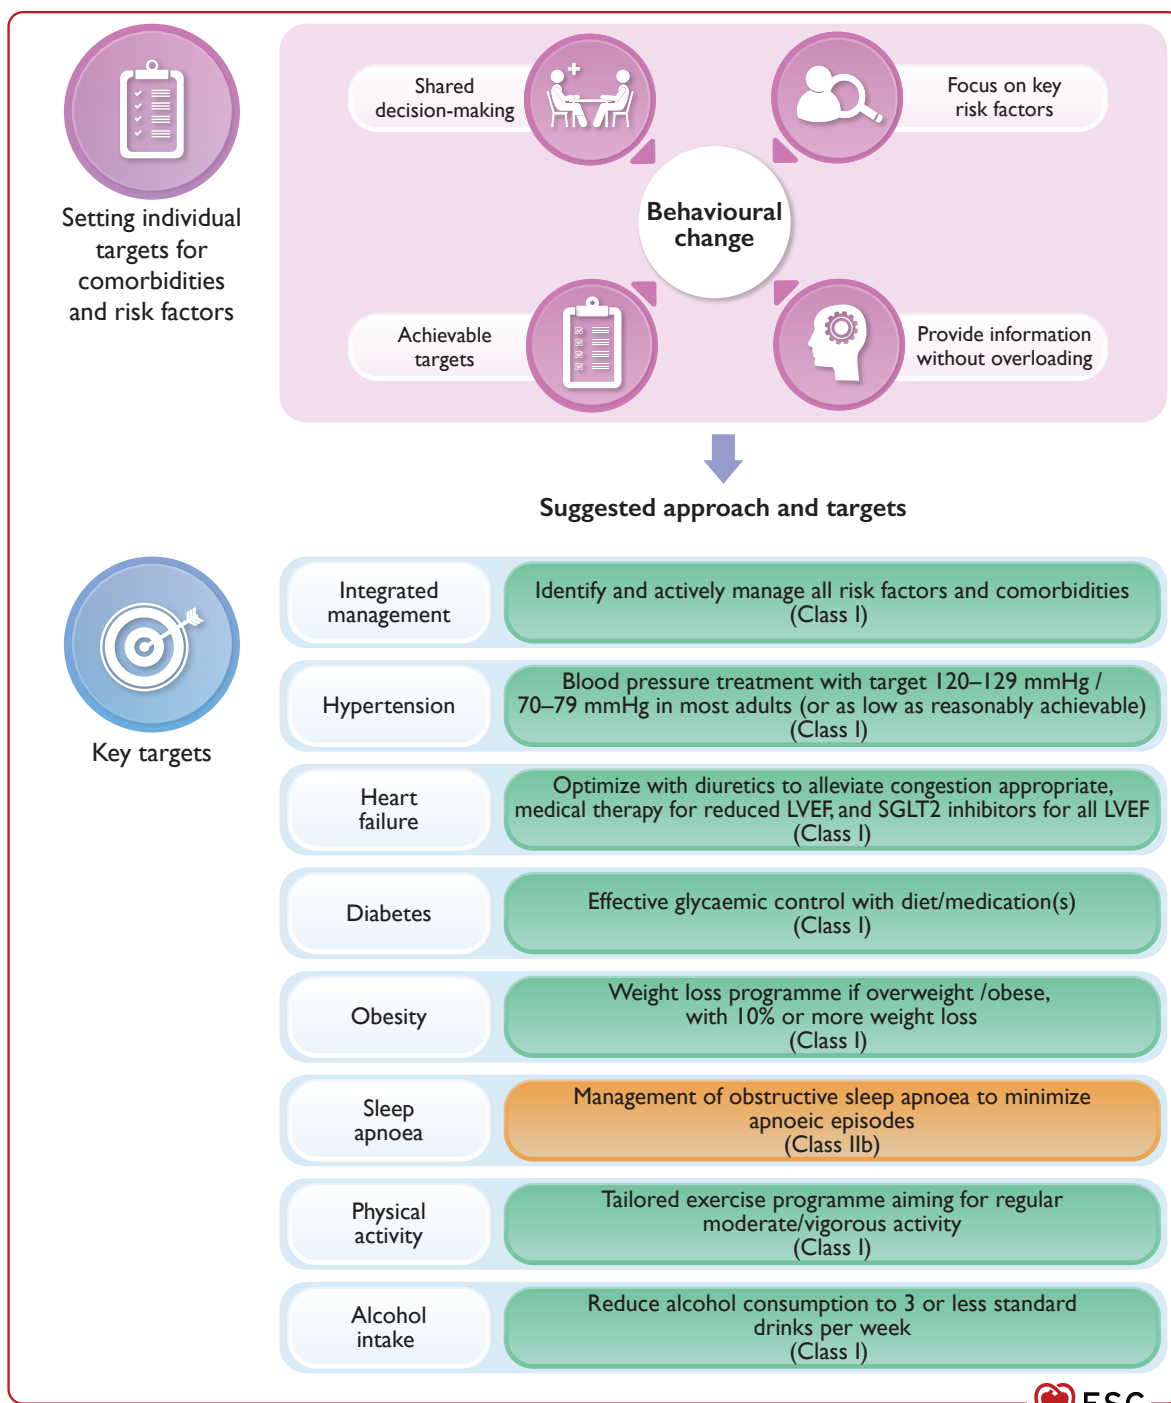 Setting individual
targets for
comorbidities
and risk factors
Shared
decision-making
Focus on key
risk factors
Behavioural
change
Achievable
targets
Provide information
without overloading
Suggested approach and targets
Key targets
Integrated
management
Identify and actively manage all risk factors and comorbidities
(Class I)
Hypertension
Blood pressure treatment with target 120–129 mmHg /
70–79 mmHg in most adults (or as low as reasonably achievable)
(Class I)
Heart
failure
Optimize with diuretics to alleviate congestion appropriate,
medical therapy for reduced LVEF, and SGLT2 inhibitors for all LVEF
(Class I)
Diabetes
Effective glycaemic control with diet/medication(s)
(Class I)
Obesity
Weight loss programme if overweight /obese,
with 10% or more weight loss
(Class I)
Sleep
apnoea
Management of obstructive sleep apnoea to minimize
apnoeic episodes
(Class IIb)
Physical
activity
Tailored exercise programme aiming for regular
moderate/vigorous activity
(Class I)
Alcohol
intake
Reduce alcohol consumption to 3 or less standard
drinks per week
(Class I)
ESC